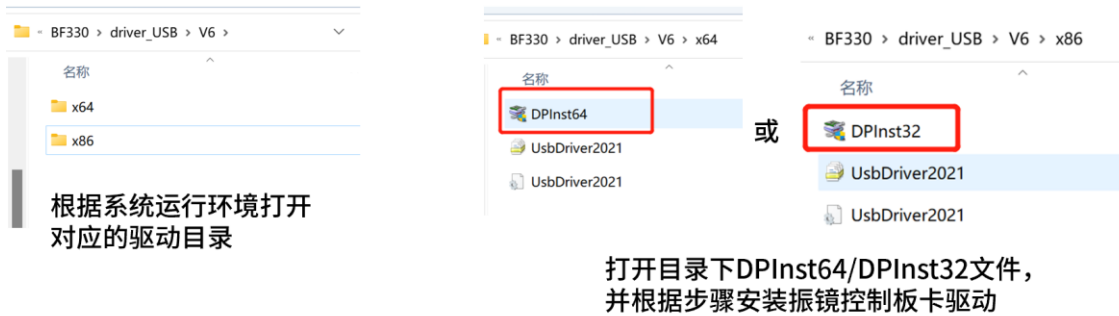 « BF330 > driver_USB > V6 >
名称
x64
x86
根据系统运行环境打开
对应的驱动目录
« BF330 > driver_USB > V6 > x64
名称
DPInst64
UsbDriver2021
UsbDriver2021
或
« BF330 > driver_USB > V6 > x86
名称
DPInst32
UsbDriver2021
UsbDriver2021
打开目录下DPInst64/DPInst32文件，
并根据步骤安装振镜控制板卡驱动